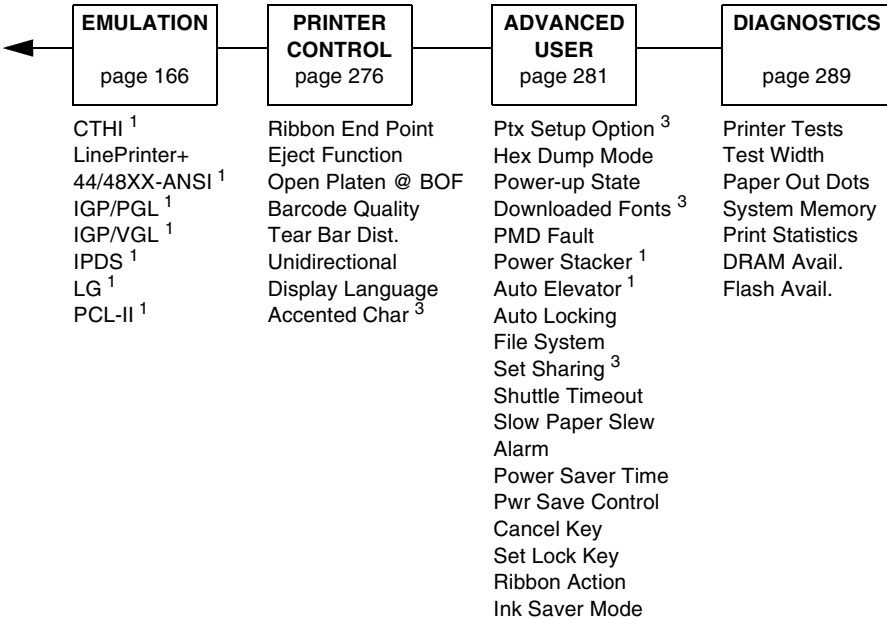 EMULATION
page 166
CTHI 1
LinePrinter+
44/48XX-ANSI 1
IGP/PGL 1
IGP/VGL 1
IPDS 1
LG 1
PCL-II 1
PRINTER
CONTROL
page 276
Ribbon End Point
Eject Function
Open Platen @ BOF
Barcode Quality
Tear Bar Dist.
Unidirectional
Display Language
Accented Char 3
ADVANCED
USER
page 281
Ptx Setup Option 3
Hex Dump Mode
Power-up State
Downloaded Fonts 3
PMD Fault
Power Stacker 1
Auto Elevator 1
Auto Locking
File System
Set Sharing 3
Shuttle Timeout
Slow Paper Slew
Alarm
Power Saver Time
Pwr Save Control
Cancel Key
Set Lock Key
Ribbon Action
Ink Saver Mode
DIAGNOSTICS
page 289
Printer Tests
Test Width
Paper Out Dots
System Memory
Print Statistics
DRAM Avail.
Flash Avail.